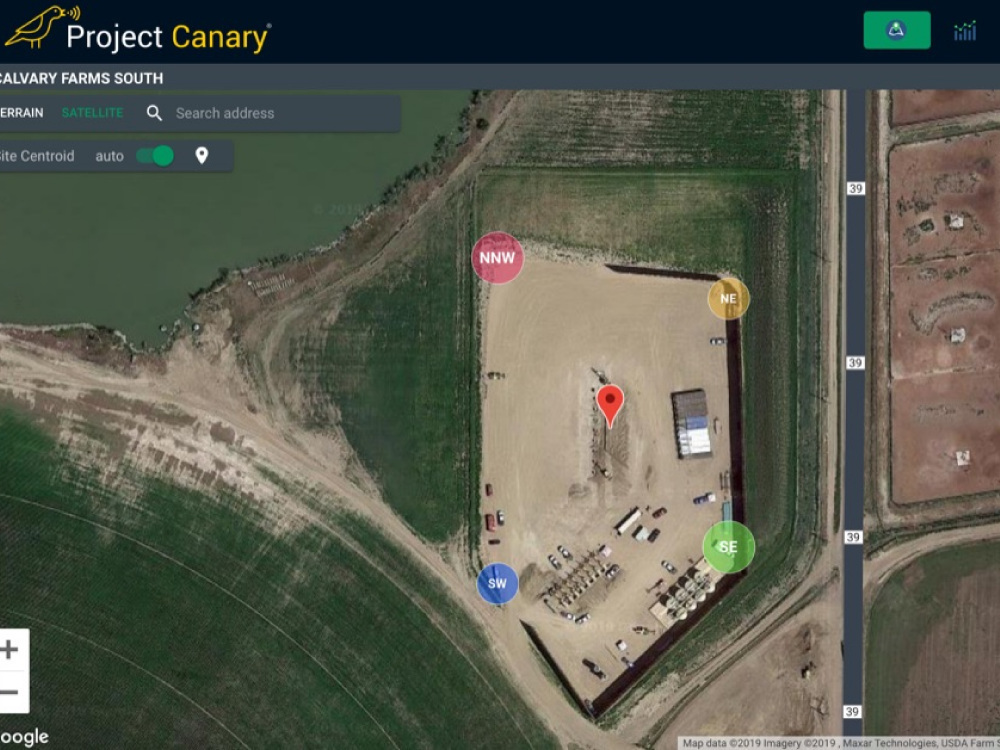 Project Canary
CALVARY FARMS SOUTH
ERRAIN SATELLITE Search address
Site Centroid auto
39
NNW
NE
39
39
SE
SW
39
oogle
Map data ©2019 Imagery ©2019 , Maxar Technologies, USDA Farm